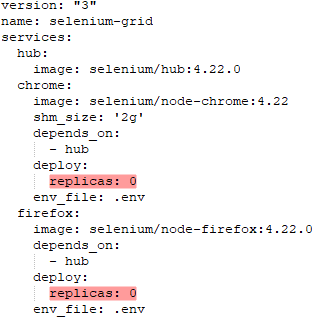 version: "3"
name: selenium-grid
services:
  hub:
    image: selenium/hub:4.22.0
  chrome:
    image: selenium/node-chrome:4.22
    shm_size: '2g'
    depends_on:
      - hub
    deploy:
      replicas: 0
    env_file: .env
  firefox:
    image: selenium/node-firefox:4.22.0
    depends_on:
      - hub
    deploy:
      replicas: 0
    env_file: .env